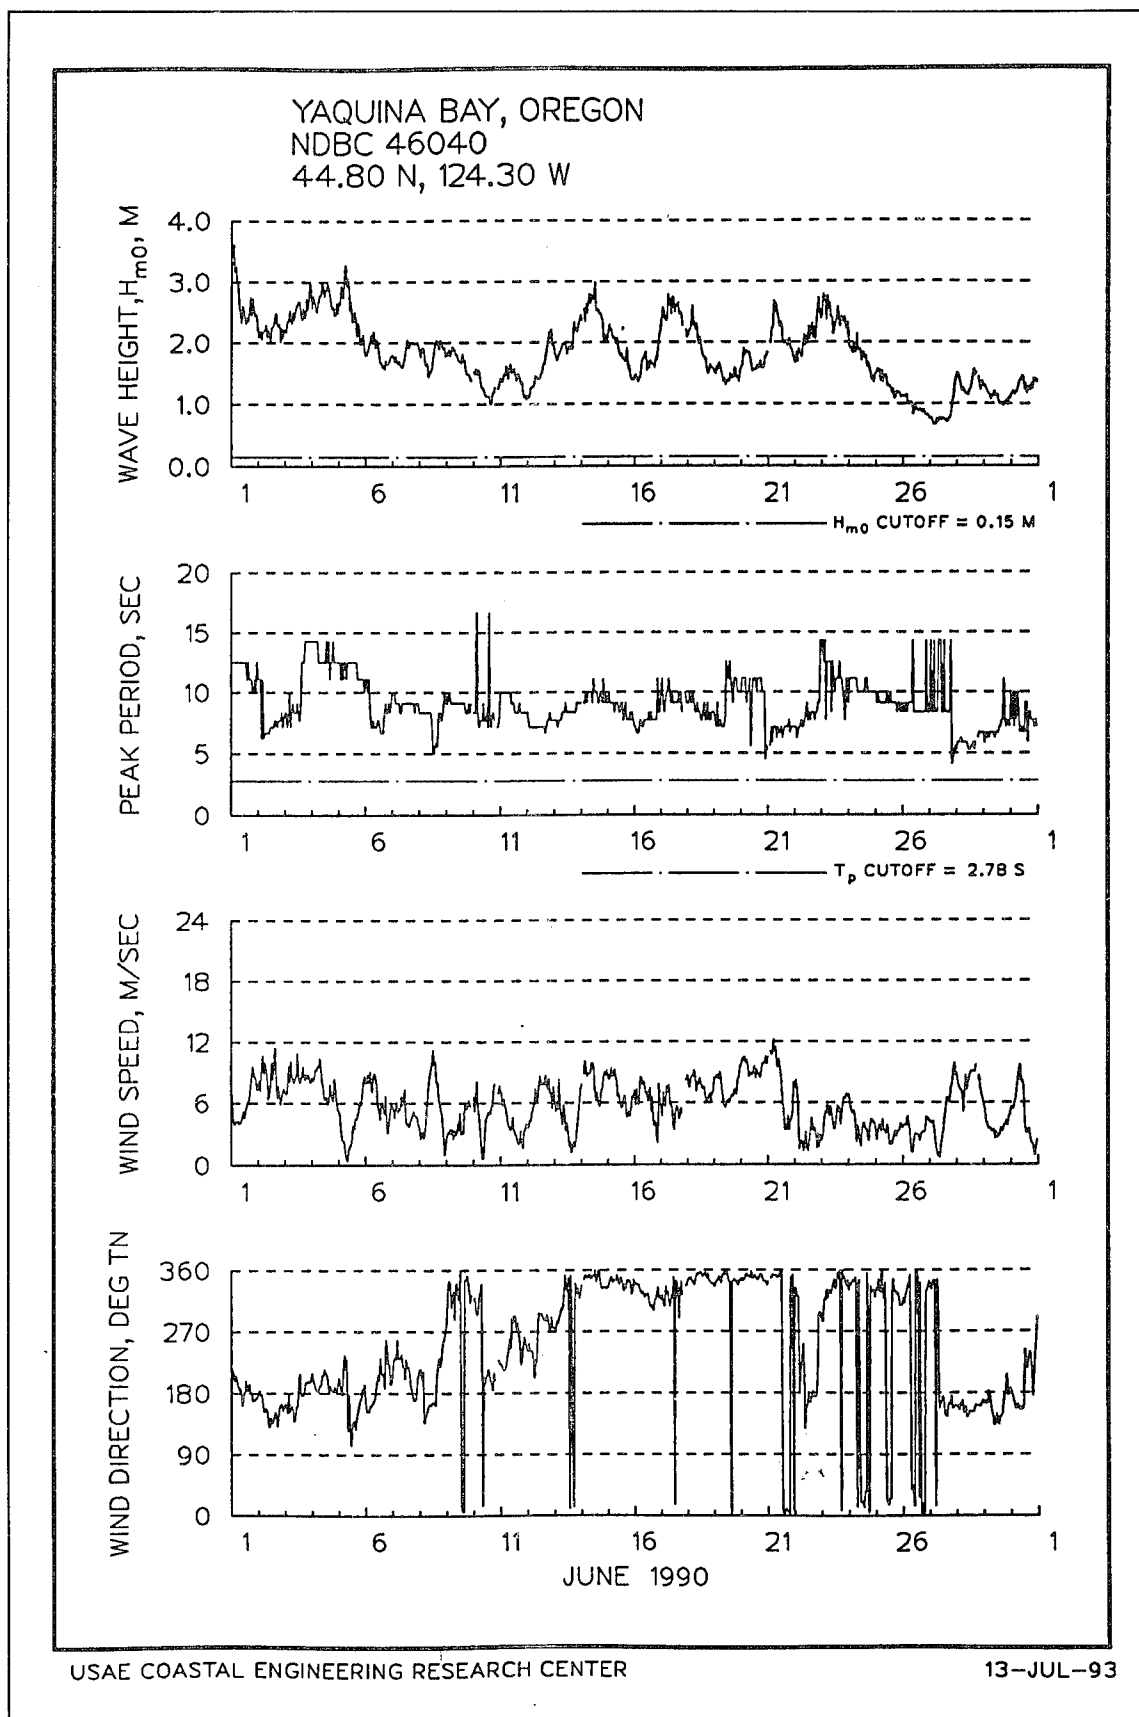 YAQUINA BAY, OREGON
NDBC 46040
44.80 N, 124.30 W
WAVE HEIGHT, Hm0, M
4.0
3.0
2.0
1.0
0.0
1 6 11 16 21 26 1
Hm0 CUTOFF = 0.15 M
PEAK PERIOD, SEC
20
15
10
5
0
1 6 11 16 21 26 1
Tp CUTOFF = 2.78 S
WIND SPEED, M/SEC
24
18
12
6
0
1 6 11 16 21 26 1
WIND DIRECTION, DEG TN
360
270
180
90
0
1 6 11 16 21 26 1
JUNE 1990
USAE COASTAL ENGINEERING RESEARCH CENTER
13-JUL-93